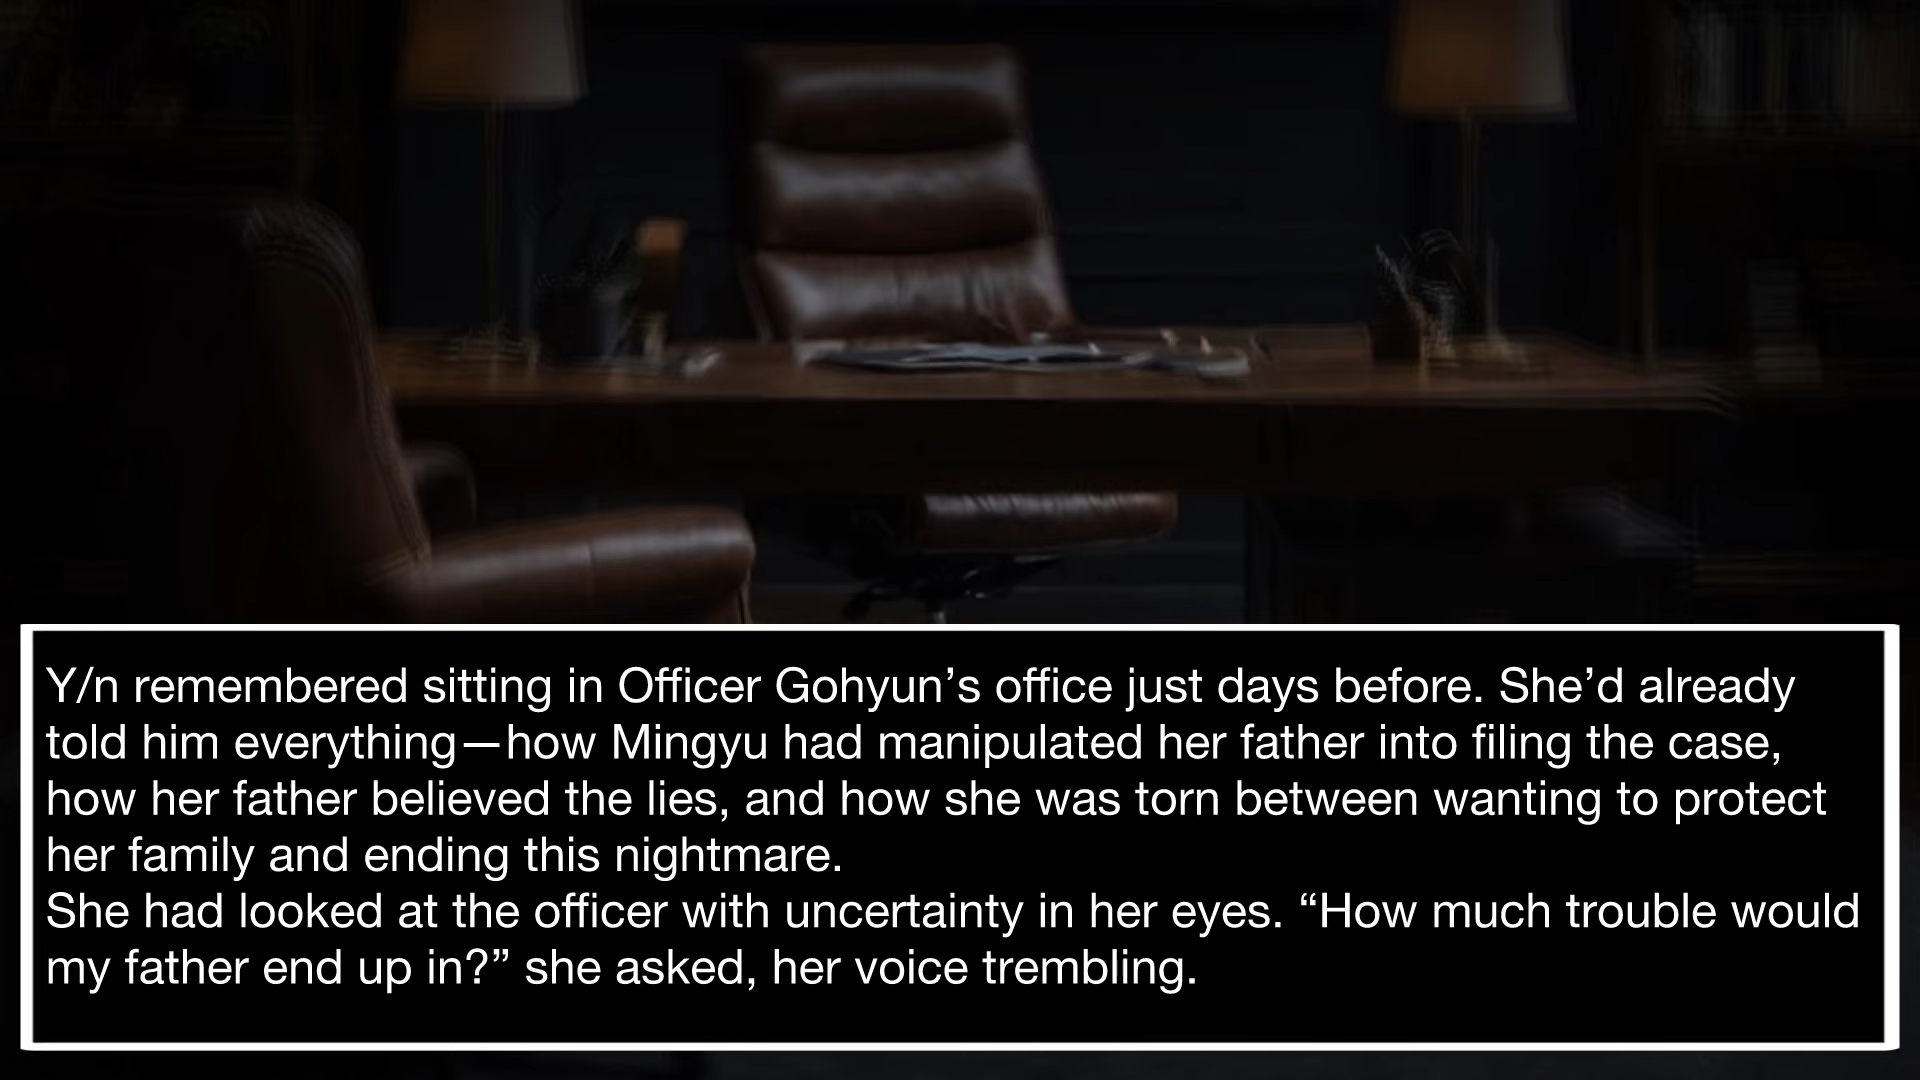 Y/n remembered sitting in Officer Gohyun’s office just days before. She’d already
told him everything—how Mingyu had manipulated her father into filing the case,
how her father believed the lies, and how she was torn between wanting to protect
her family and ending this nightmare.
She had looked at the officer with uncertainty in her eyes. “How much trouble would
my father end up in?” she asked, her voice trembling.